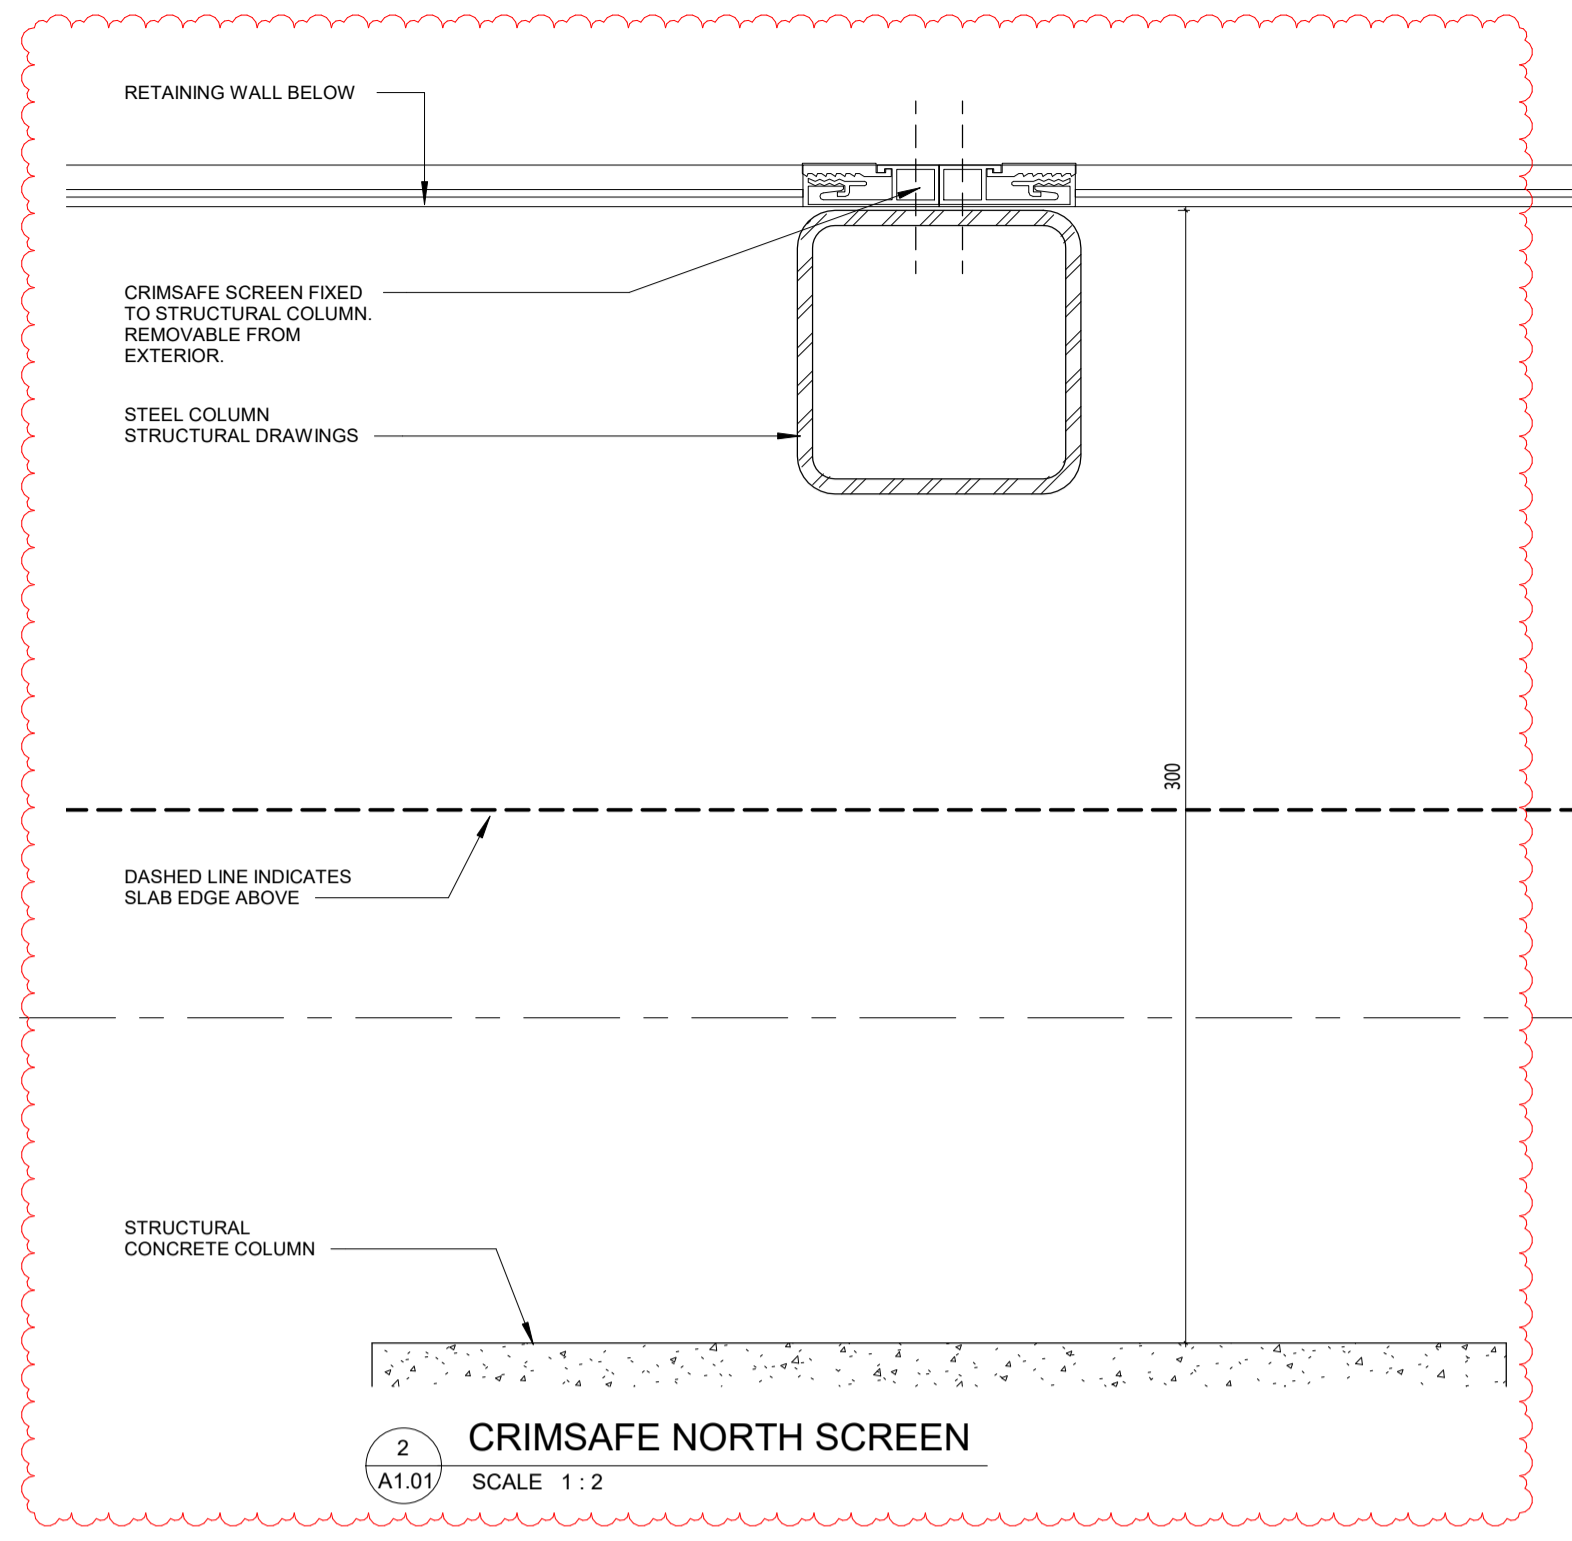 RETAINING WALL BELOW
CRIMSAFE SCREEN FIXED
TO STRUCTURAL COLUMN.
REMOVABLE FROM
EXTERIOR.
STEEL COLUMN
STRUCTURAL DRAWINGS
300
DASHED LINE INDICATES
SLAB EDGE ABOVE
STRUCTURAL
CONCRETE COLUMN
2
A1.01
CRIMSAFE NORTH SCREEN
SCALE 1 : 2